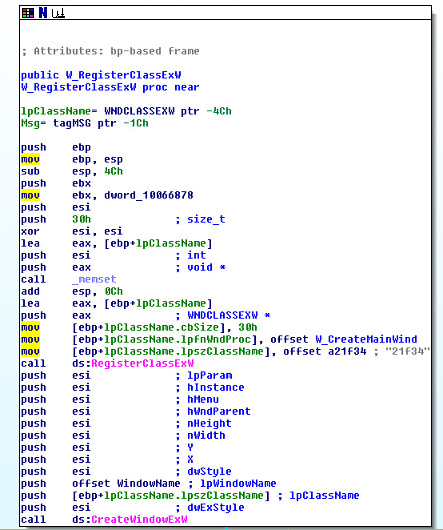 ; Attributes: bp-based frame
public W_RegisterClassExW
W_RegisterClassExW proc near
lpClassName= WNDCLASSEXW ptr -4Ch
Msg= tagMSG ptr -1Ch
push ebp
mov ebp, esp
sub esp, 4Ch
push ebx
mov ebx, dword_10066878
push esi
push 30h ; size_t
xor esi, esi
lea eax, [ebp+lpClassName]
push esi ; int
push eax ; void *
call _memset
add esp, 0Ch
lea eax, [ebp+lpClassName]
push eax ; WNDCLASSEXW *
mov [ebp+lpClassName.cbSize], 30h
mov [ebp+lpClassName.lpfnWndProc], offset W_CreateMainWind
mov [ebp+lpClassName.lpszClassName], offset a21f34 ; "21f34"
call ds:RegisterClassExW
push esi ; lpParam
push esi ; hInstance
push esi ; hMenu
push esi ; hWndParent
push esi ; nHeight
push esi ; nWidth
push esi ; Y
push esi ; X
push esi ; dwStyle
push offset WindowName ; lpWindowName
push [ebp+lpClassName.lpszClassName] ; lpClassName
push esi ; dwExStyle
call ds:CreateWindowExW